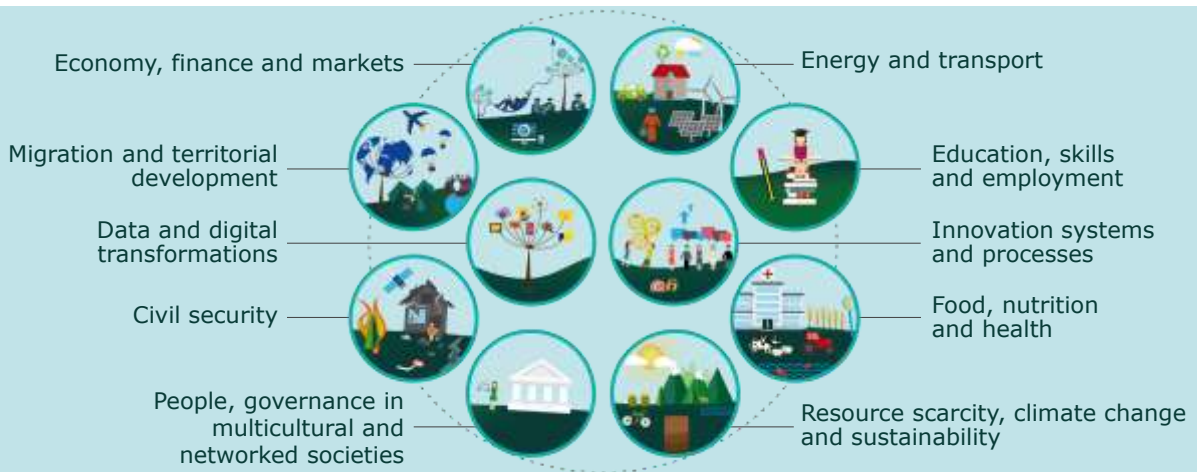 Economy, finance and markets
Energy and transport
Migration and territorial
development
Education, skills
and employment
Data and digital
transformations
Innovation systems
and processes
Civil security
Food, nutrition
and health
People, governance in
multicultural and
networked societies
Resource scarcity, climate change
and sustainability